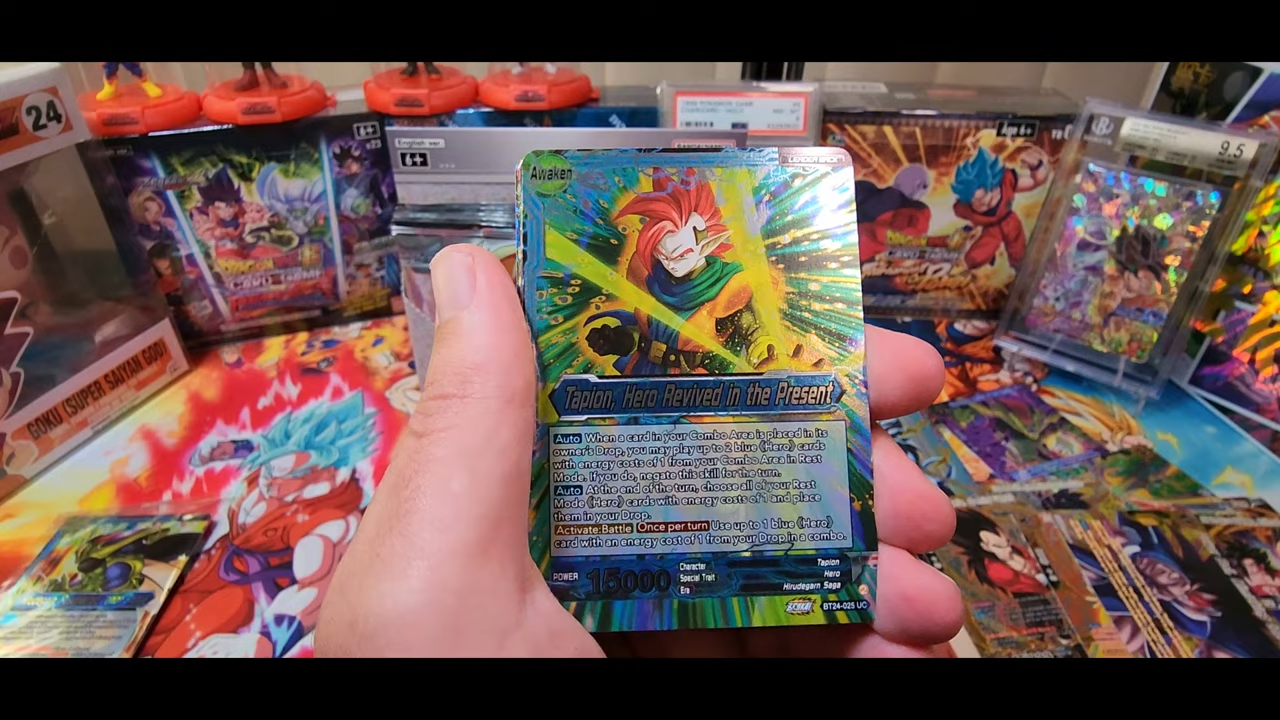 24
English ver.
BANDAI NAMCO
9.5
LEADER BACK
Awaken
GOKU (SUPER SAIYAN GOD)
Tapion, Hero Revived in the Present
Auto When a card in your Combo Area is placed in its
owner's Drop, you may play up to 2 blue 《Hero》 cards
with energy costs of 1 from your Combo Area in Rest
Mode. If you do, negate this skill for the turn.
Auto At the end of the turn, choose all of your Rest
Mode 《Hero》 cards with energy costs of 1 and place
them in your Drop.
Activate:Battle Once per turn Use up to 1 blue 《Hero》
card with an energy cost of 1 from your Drop in a combo.
POWER 15000
Character Tapion
Special Trait Hero
Era Hirudegarn Saga
BT24-025 UC